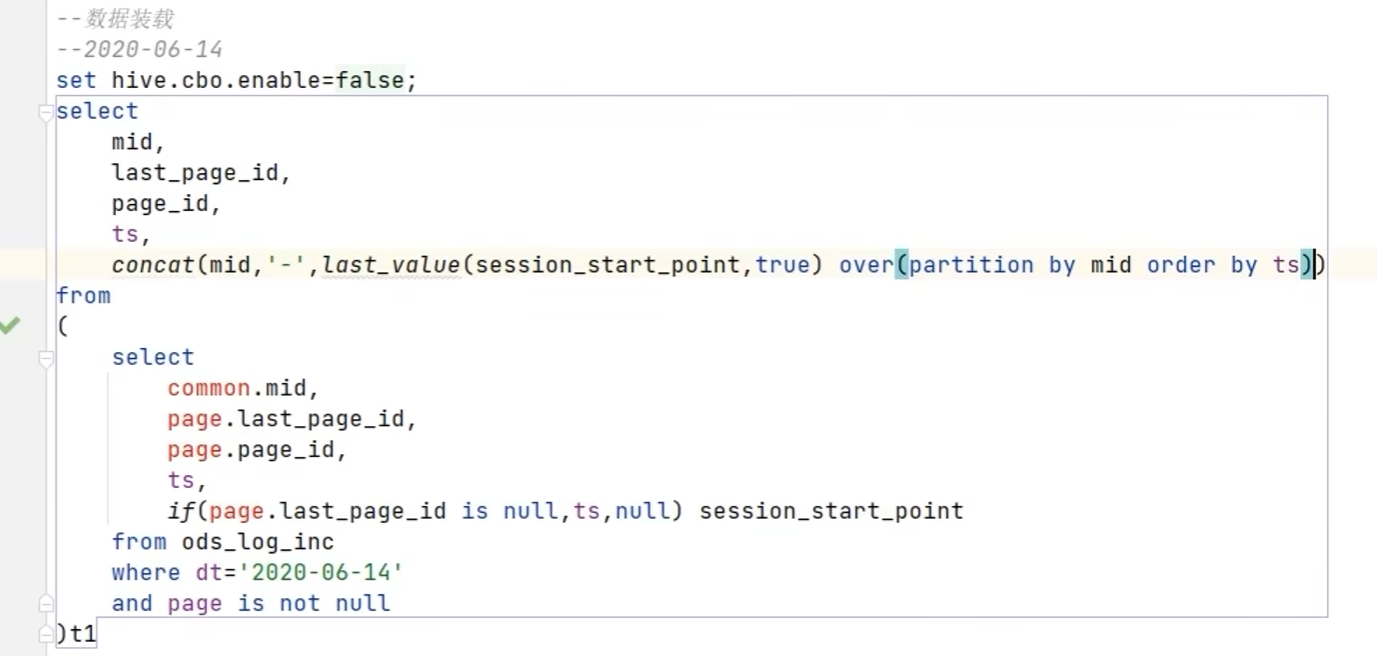 --数据装载
--2020-06-14
set hive.cbo.enable=false;
select
    mid,
    last_page_id,
    page_id,
    ts,
    concat(mid,'-',last_value(session_start_point,true) over(partition by mid order by ts))
from
(
    select
        common.mid,
        page.last_page_id,
        page.page_id,
        ts,
        if(page.last_page_id is null,ts,null) session_start_point
    from ods_log_inc
    where dt='2020-06-14'
    and page is not null
)t1